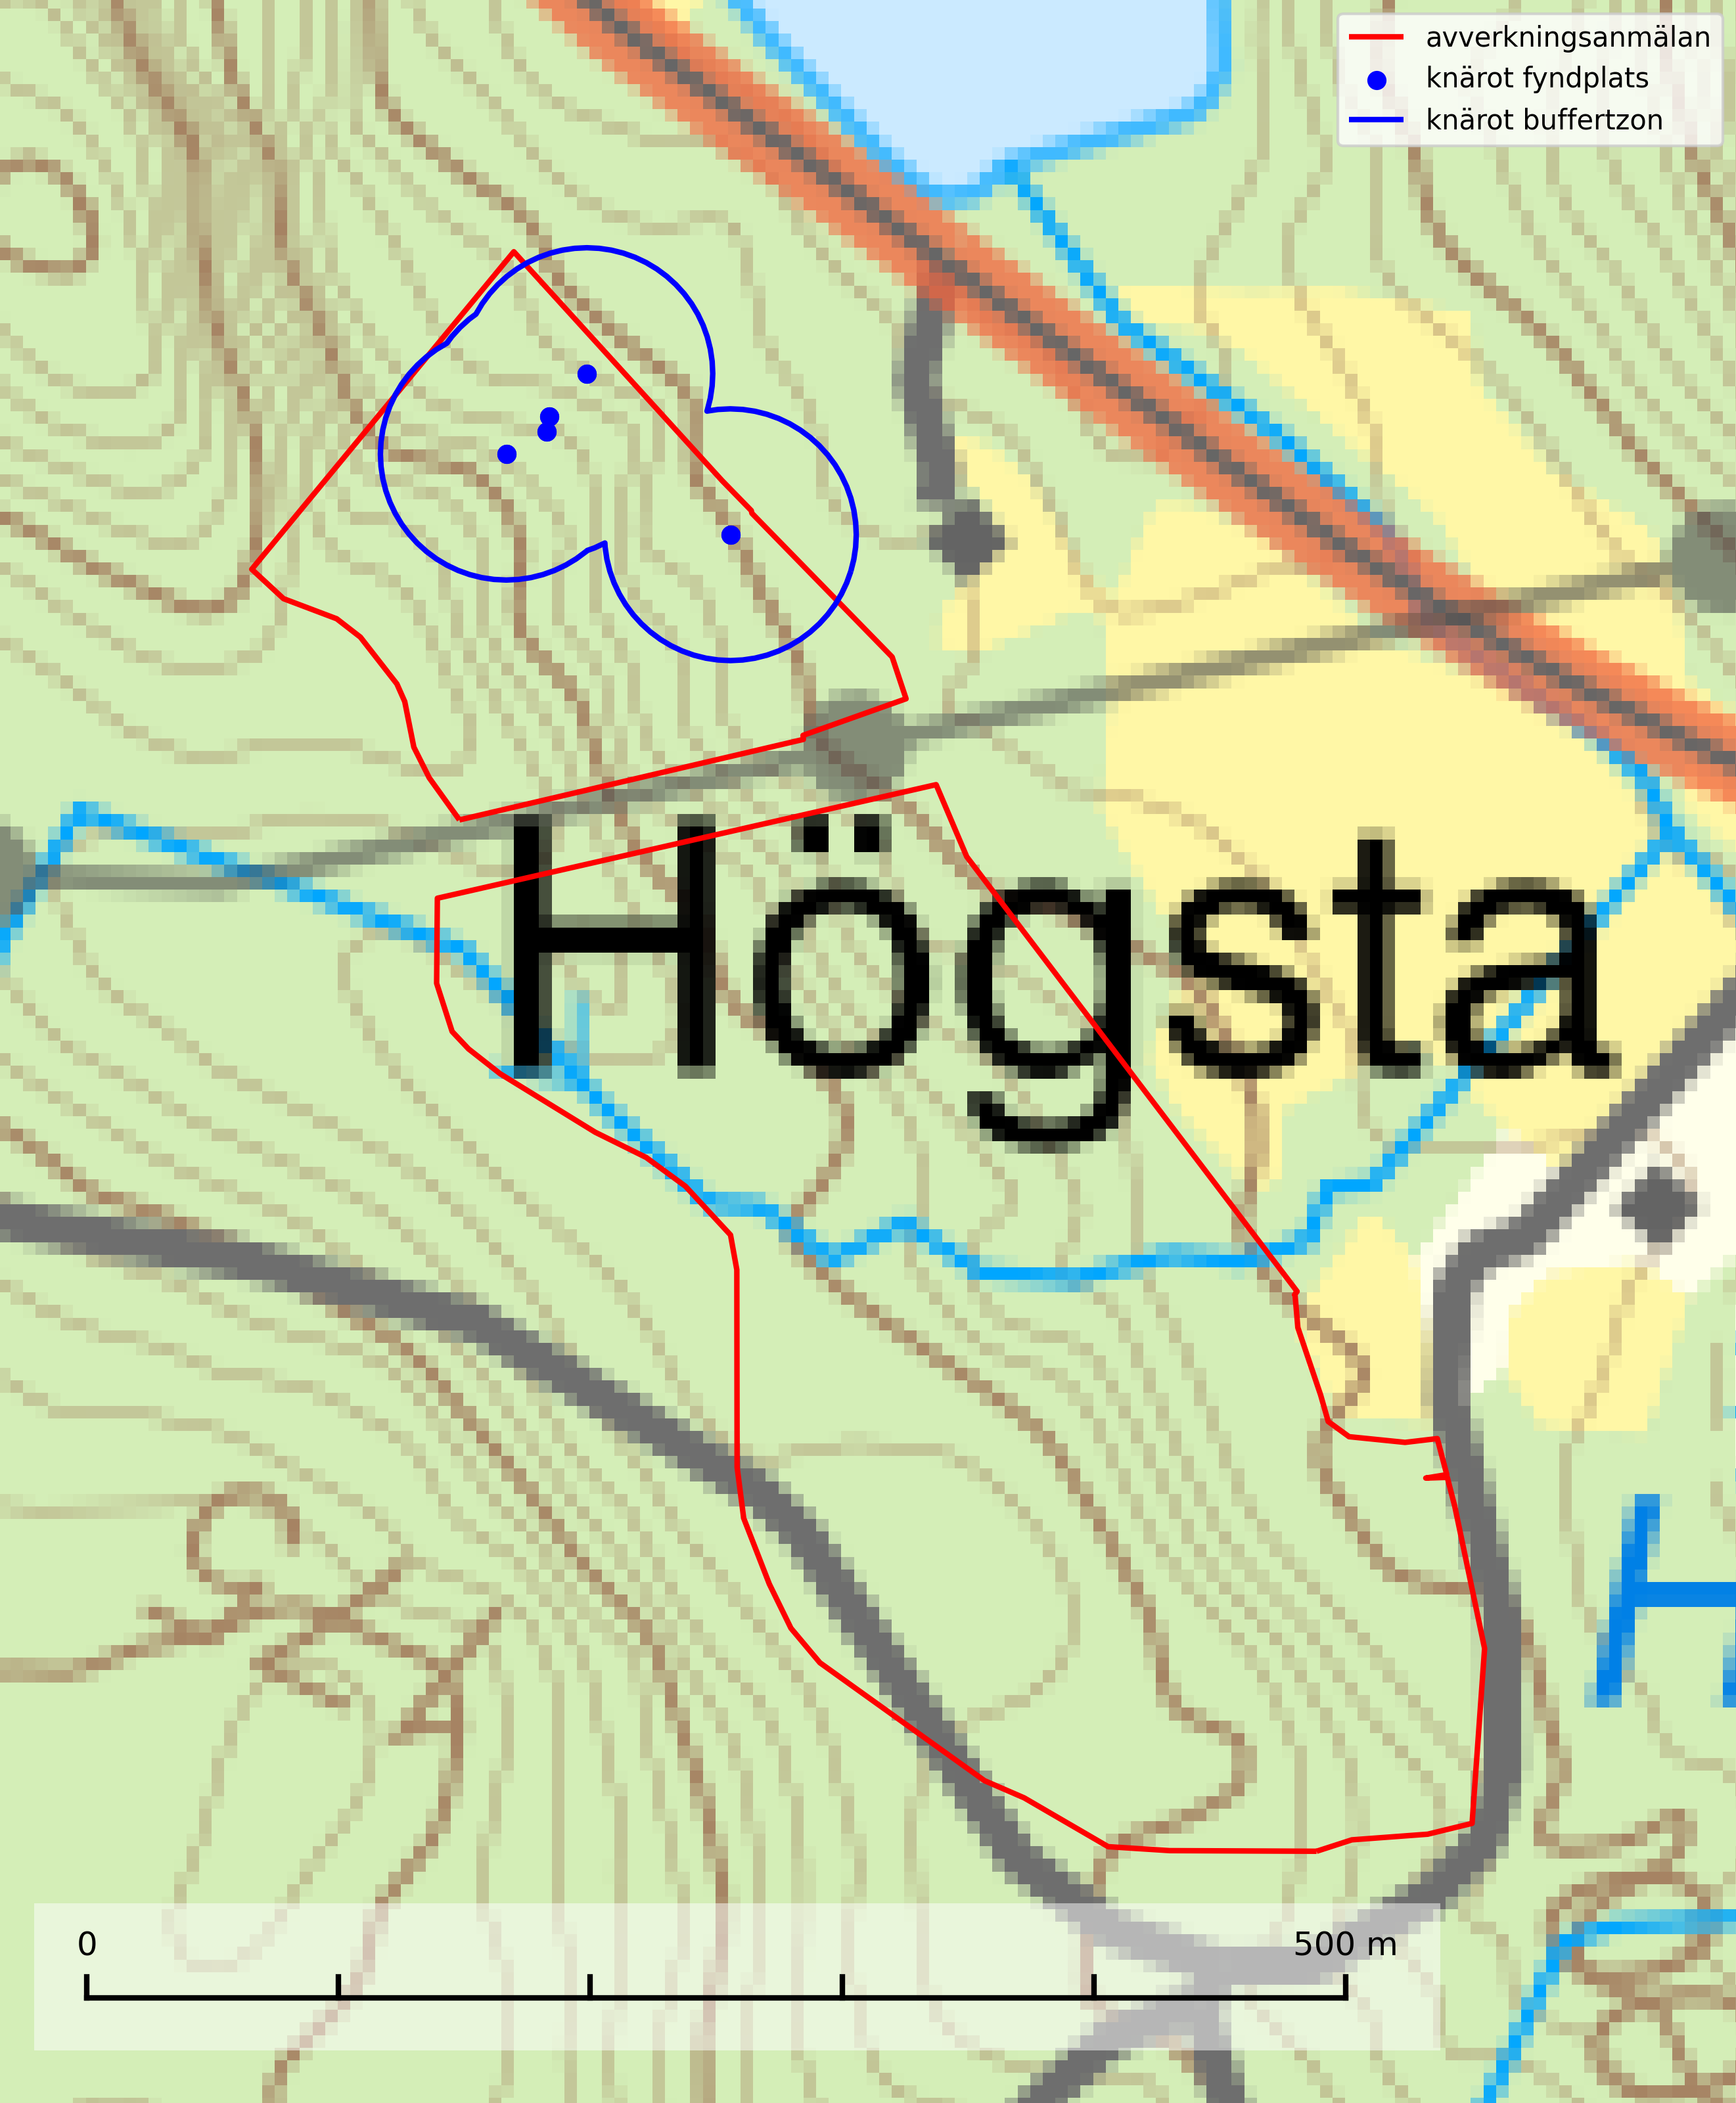 avverkningsanmälan
knärot fyndplats
knärot buffertzon
Högsta
H
0 500 m